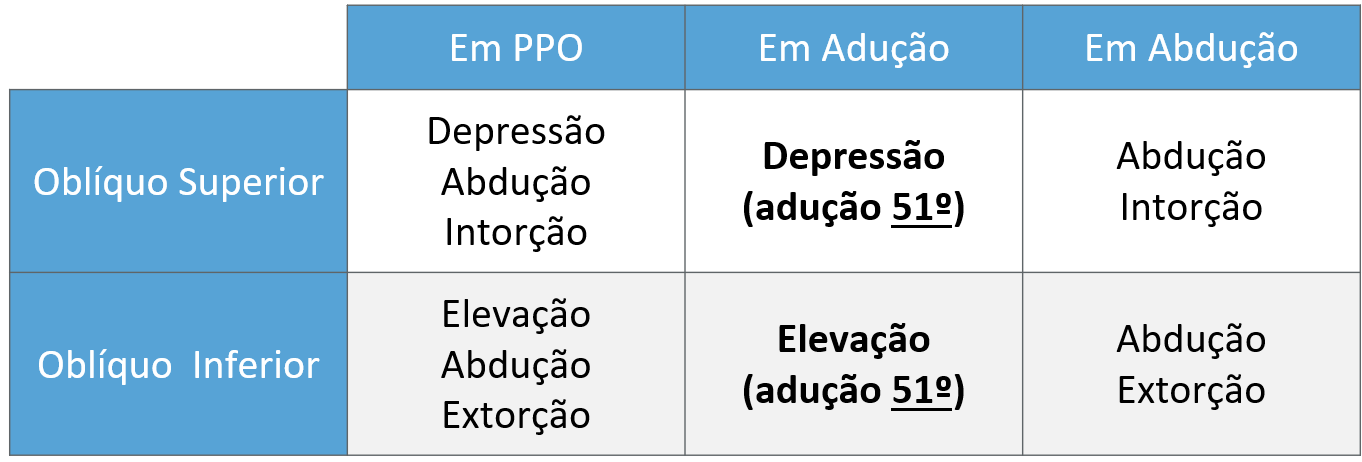 Em PPO
Em Adução
Em Abdução
Oblíquo Superior
Depressão
Abdução
Intorção
Depressão
(adução 51º)
Abdução
Intorção
Oblíquo  Inferior
Elevação
Abdução
Extorção
Elevação
(adução 51º)
Abdução
Extorção